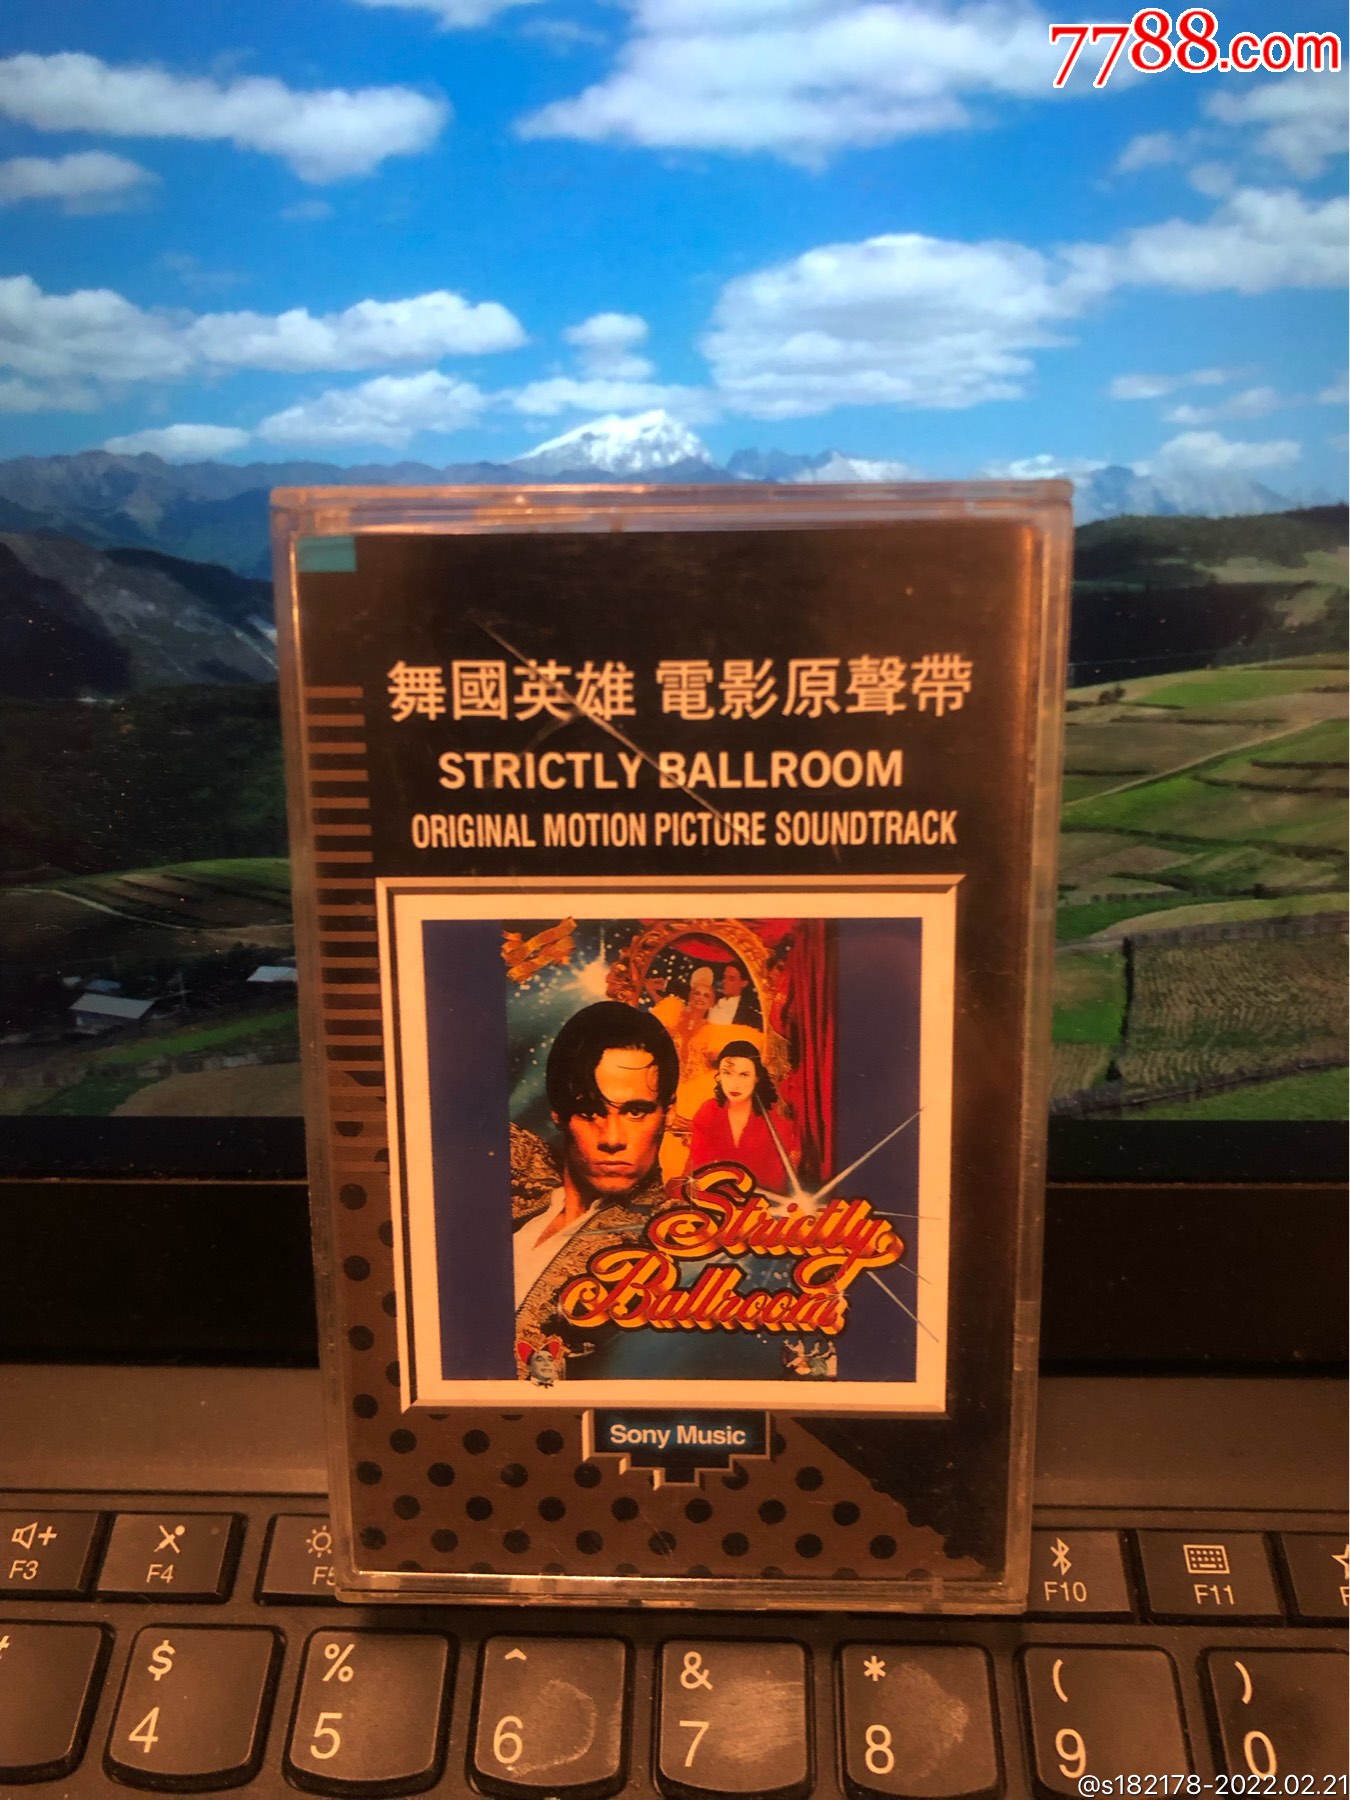 7788.com
舞國英雄 電影原聲帶
STRICTLY BALLROOM
ORIGINAL MOTION PICTURE SOUNDTRACK
Strictly
Ballroom
Sony Music
F3
F4
F5
F10
F11
$
4
%
5
^
6
&
7
*
8
(
9
)
0
@s182178-2022.02.21